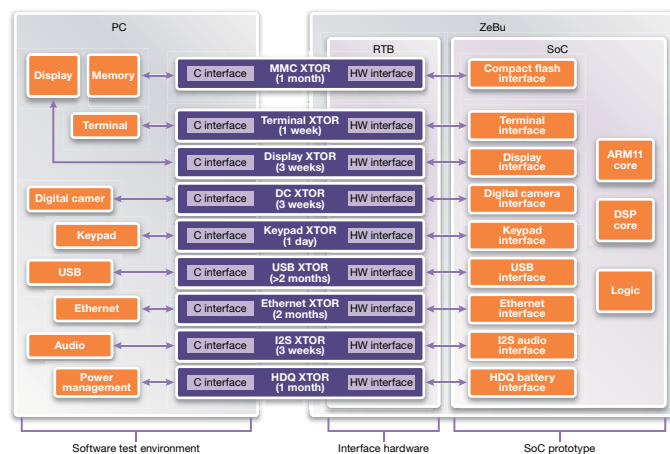 PC
ZeBu
RTB
SoC
Display
Memory
C interface
MMC XTOR
(1 month)
HW interface
Compact flash
interface
Terminal
C interface
Terminal XTOR
(1 week)
HW interface
Terminal
interface
C interface
Display XTOR
(3 weeks)
HW interface
Display
interface
ARM11
core
Digital camer
C interface
DC XTOR
(3 weeks)
HW interface
Digital camera
interface
DSP
core
Keypad
C interface
Keypad XTOR
(1 day)
HW interface
Keypad
interface
USB
C interface
USB XTOR
(>2 months)
HW interface
USB
interface
Logic
Ethernet
C interface
Ethernet XTOR
(2 months)
HW interface
Ethernet
interface
Audio
C interface
I2S XTOR
(3 weeks)
HW interface
I2S audio
interface
Power
management
C interface
HDQ XTOR
(1 month)
HW interface
HDQ battery
interface
Software test environment
Interface hardware
SoC prototype